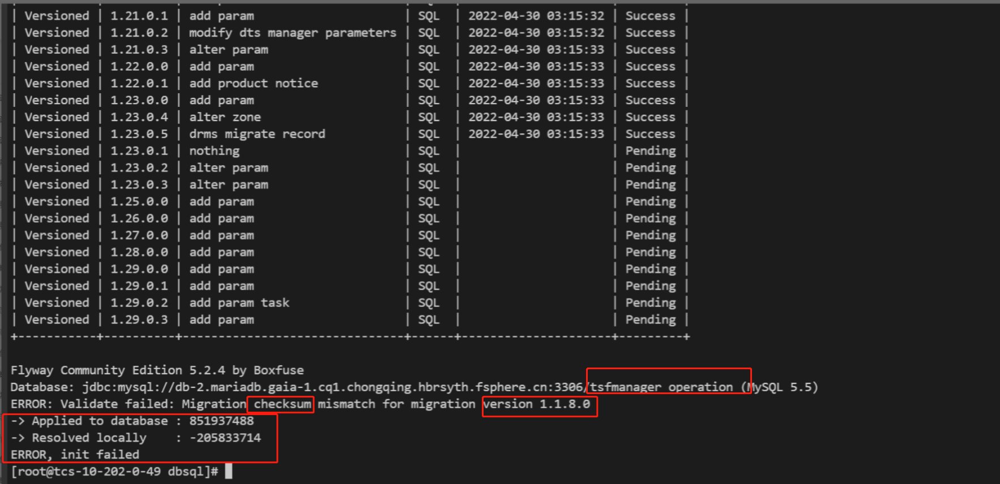 | Versioned | 1.21.0.1 | add param | SQL | 2022-04-30 03:15:32 | Success |
| Versioned | 1.21.0.2 | modify dts manager parameters | SQL | 2022-04-30 03:15:32 | Success |
| Versioned | 1.21.0.3 | alter param | SQL | 2022-04-30 03:15:33 | Success |
| Versioned | 1.22.0.0 | add param | SQL | 2022-04-30 03:15:33 | Success |
| Versioned | 1.22.0.1 | add product notice | SQL | 2022-04-30 03:15:33 | Success |
| Versioned | 1.23.0.0 | add param | SQL | 2022-04-30 03:15:33 | Success |
| Versioned | 1.23.0.4 | alter zone | SQL | 2022-04-30 03:15:33 | Success |
| Versioned | 1.23.0.5 | drms migrate record | SQL | 2022-04-30 03:15:33 | Success |
| Versioned | 1.23.0.1 | nothing | SQL | | Pending |
| Versioned | 1.23.0.2 | alter param | SQL | | Pending |
| Versioned | 1.23.0.3 | alter param | SQL | | Pending |
| Versioned | 1.25.0.0 | add param | SQL | | Pending |
| Versioned | 1.26.0.0 | add param | SQL | | Pending |
| Versioned | 1.27.0.0 | add param | SQL | | Pending |
| Versioned | 1.28.0.0 | add param | SQL | | Pending |
| Versioned | 1.29.0.0 | add param | SQL | | Pending |
| Versioned | 1.29.0.1 | add param | SQL | | Pending |
| Versioned | 1.29.0.2 | add param task | SQL | | Pending |
| Versioned | 1.29.0.3 | add param | SQL | | Pending |
+-----------+----------+-------------------------------+------+---------------------+---------+
Flyway Community Edition 5.2.4 by Boxfuse
Database: jdbc:mysql://db-2.mariadb.gaia-1.cq1.chongqing.hbrsyth.fsphere.cn:3306/tsfmanager operation (MySQL 5.5)
ERROR: Validate failed: Migration checksum mismatch for migration version 1.1.8.0
-> Applied to database : 851937488
-> Resolved locally    : -205833714
ERROR, init failed
[root@tcs-10-202-0-49 dbsql]#